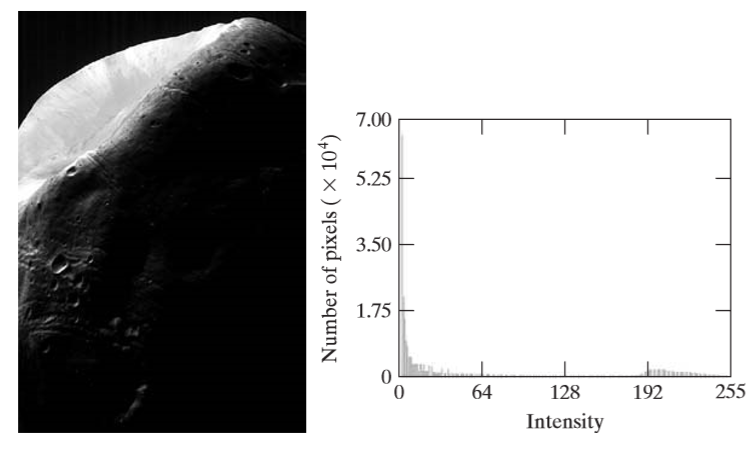 7.00
5.25
3.50
1.75
0
Number of pixels ( × 10⁴)
0 64 128 192 255
Intensity